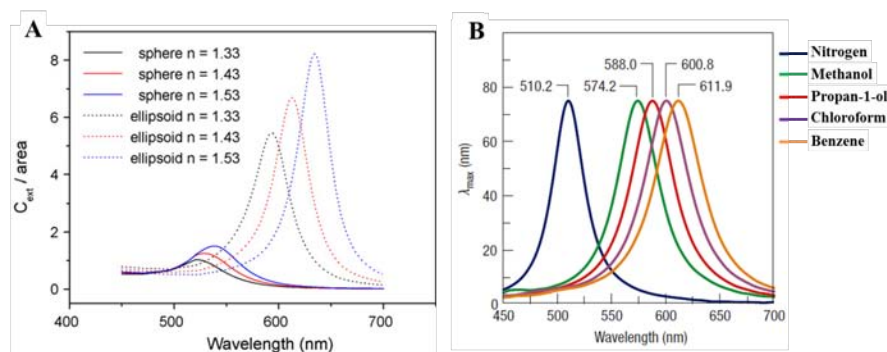 A
C_ext / area
8
6
4
2
0
sphere n = 1.33
sphere n = 1.43
sphere n = 1.53
ellipsoid n = 1.33
ellipsoid n = 1.43
ellipsoid n = 1.53
400
500
600
700
Wavelength (nm)
B
λmax (nm)
100
80
60
40
20
0
510.2
574.2
588.0
600.8
611.9
450
500
550
600
650
700
Wavelength (nm)
Nitrogen
Methanol
Propan-1-ol
Chloroform
Benzene